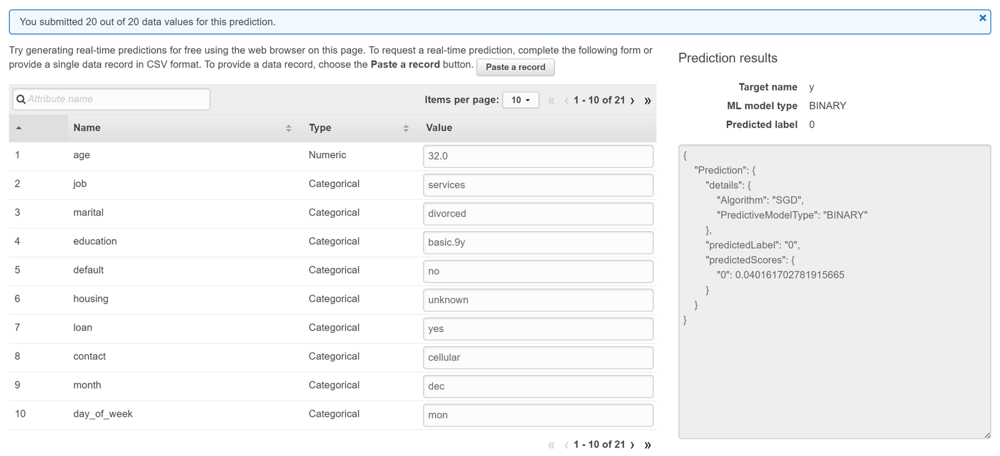 You submitted 20 out of 20 data values for this prediction.
Try generating real-time predictions for free using the web browser on this page. To request a real-time prediction, complete the following form or
provide a single data record in CSV format. To provide a data record, choose the Paste a record button. Paste a record
Attribute name
Items per page: 10 « ‹ 1 - 10 of 21 › »
Name Type Value
1 age Numeric 32.0
2 job Categorical services
3 marital Categorical divorced
4 education Categorical basic.9y
5 default Categorical no
6 housing Categorical unknown
7 loan Categorical yes
8 contact Categorical cellular
9 month Categorical dec
10 day_of_week Categorical mon
« ‹ 1 - 10 of 21 › »
Prediction results
Target name y
ML model type BINARY
Predicted label 0
{
"Prediction": {
"details": {
"Algorithm": "SGD",
"PredictiveModelType": "BINARY"
},
"predictedLabel": "0",
"predictedScores": {
"0": 0.040161702781915665
}
}
}